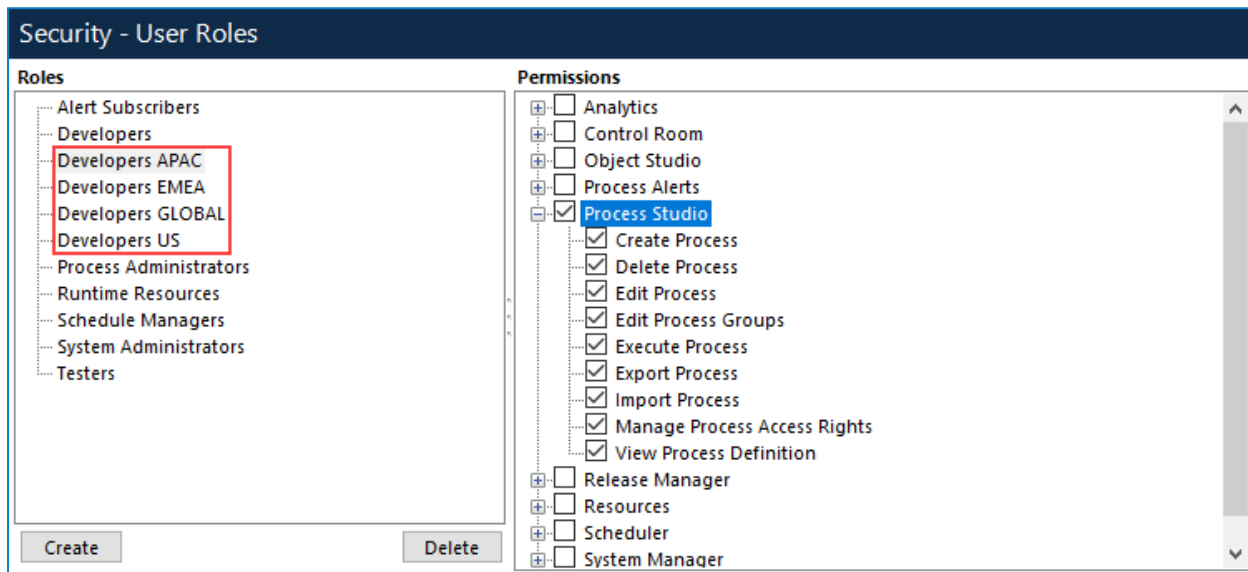 Security - User Roles
Roles
Alert Subscribers
Developers
Developers APAC
Developers EMEA
Developers GLOBAL
Developers US
Process Administrators
Runtime Resources
Schedule Managers
System Administrators
Testers
Create
Delete
Permissions
Analytics
Control Room
Object Studio
Process Alerts
Process Studio
Create Process
Delete Process
Edit Process
Edit Process Groups
Execute Process
Export Process
Import Process
Manage Process Access Rights
View Process Definition
Release Manager
Resources
Scheduler
System Manager